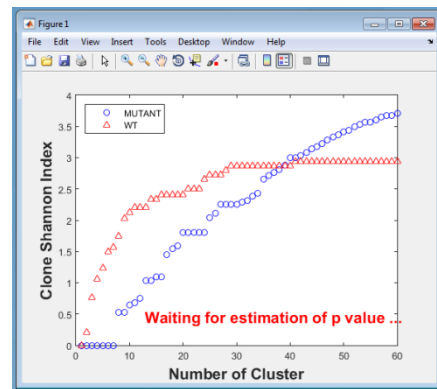 Figure 1
File Edit View Insert Tools Desktop Window Help
4
3.5
3
2.5
2
1.5
1
0.5
0
Clone Shannon Index
MUTANT
WT
Waiting for estimation of p value ...
0 10 20 30 40 50 60
Number of Cluster